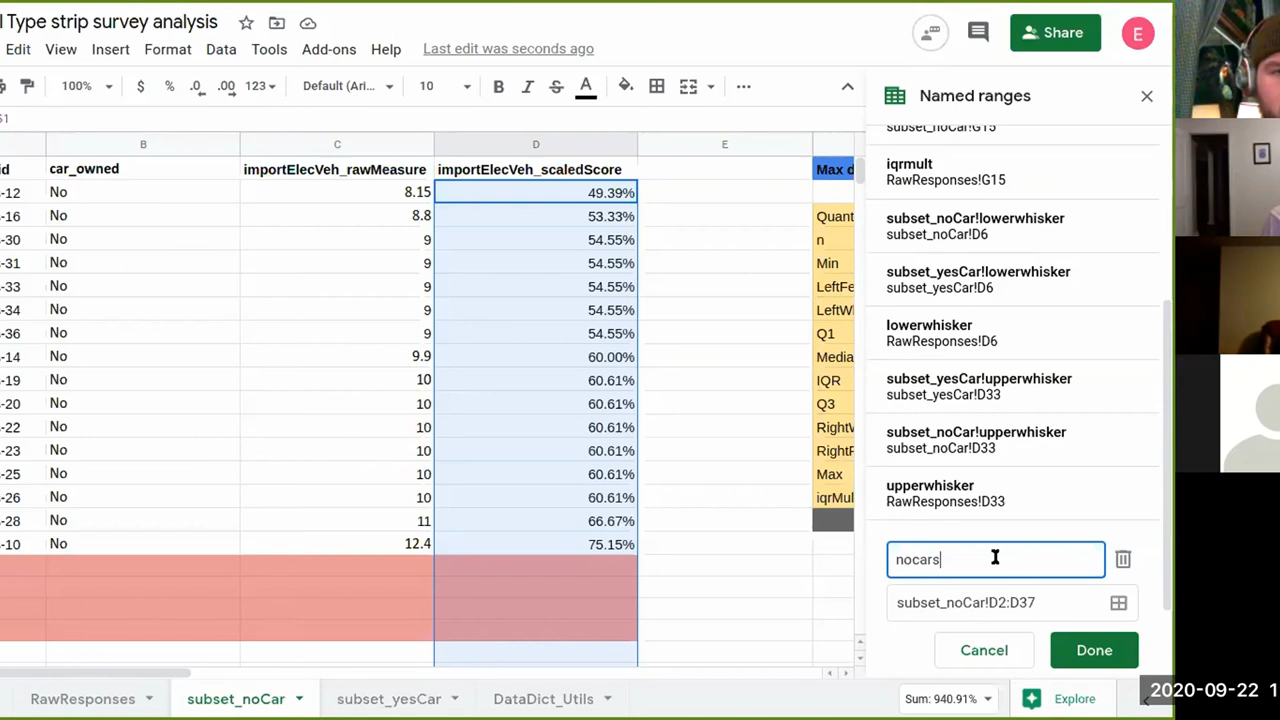 l Type strip survey analysis
Edit View Insert Format Data Tools Add-ons Help Last edit was seconds ago
Share
E
100% $ % .0 .00 123 Default (Ari... 10 B I S A
Named ranges
B C D E
id car_owned importElecVeh_rawMeasure importElecVeh_scaledScore Max d
-12 No 8.15 49.39%
-16 No 8.8 53.33% Quant
-30 No 9 54.55% n
-31 No 9 54.55% Min
-33 No 9 54.55% LeftFe
-34 No 9 54.55% LeftW
-36 No 9 54.55% Q1
-14 No 9.9 60.00% Media
-19 No 10 60.61% IQR
-20 No 10 60.61% Q3
-22 No 10 60.61% RightW
-23 No 10 60.61% RightF
-25 No 10 60.61% Max
-26 No 10 60.61% iqrMul
-28 No 11 66.67%
-10 No 12.4 75.15%
subset_noCar!G15
iqrmult
RawResponses!G15
subset_noCar!lowerwhisker
subset_noCar!D6
subset_yesCar!lowerwhisker
subset_yesCar!D6
lowerwhisker
RawResponses!D6
subset_yesCar!upperwhisker
subset_yesCar!D33
subset_noCar!upperwhisker
subset_noCar!D33
upperwhisker
RawResponses!D33
nocars
subset_noCar!D2:D37
Cancel Done
RawResponses subset_noCar subset_yesCar DataDict_Utils Sum: 940.91% Explore
2020-09-22 1